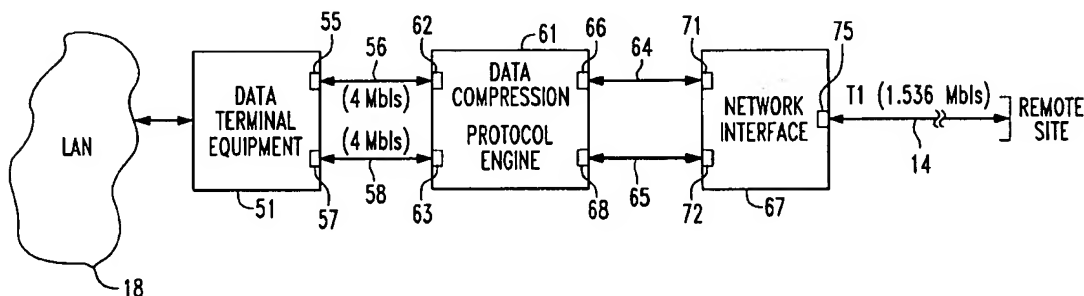 55
56
62
61
66
64
71
75
(4 Mbls)
DATA TERMINAL EQUIPMENT
DATA COMPRESSION
PROTOCOL ENGINE
NETWORK INTERFACE
T1 (1.536 Mbls)
REMOTE SITE
LAN
(4 Mbls)
14
51
57
58
63
68
65
72
67
18